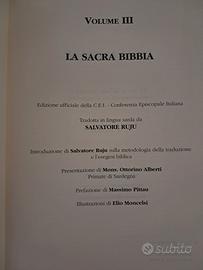 VOLUME III
LA SACRA BIBBIA
Edizione ufficiale della C.E.I. - Conferenza Episcopale Italiana
Tradotta in lingua sarda da
SALVATORE RUJU
Introduzione di Salvatore Ruju sulla metodologia della traduzione
e l'esegesi biblica
Presentazione di Mons. Ottorino Alberti
Primate di Sardegna
Prefazione di Massimo Pittau
Illustrazioni di Elio Moncelsi
subito